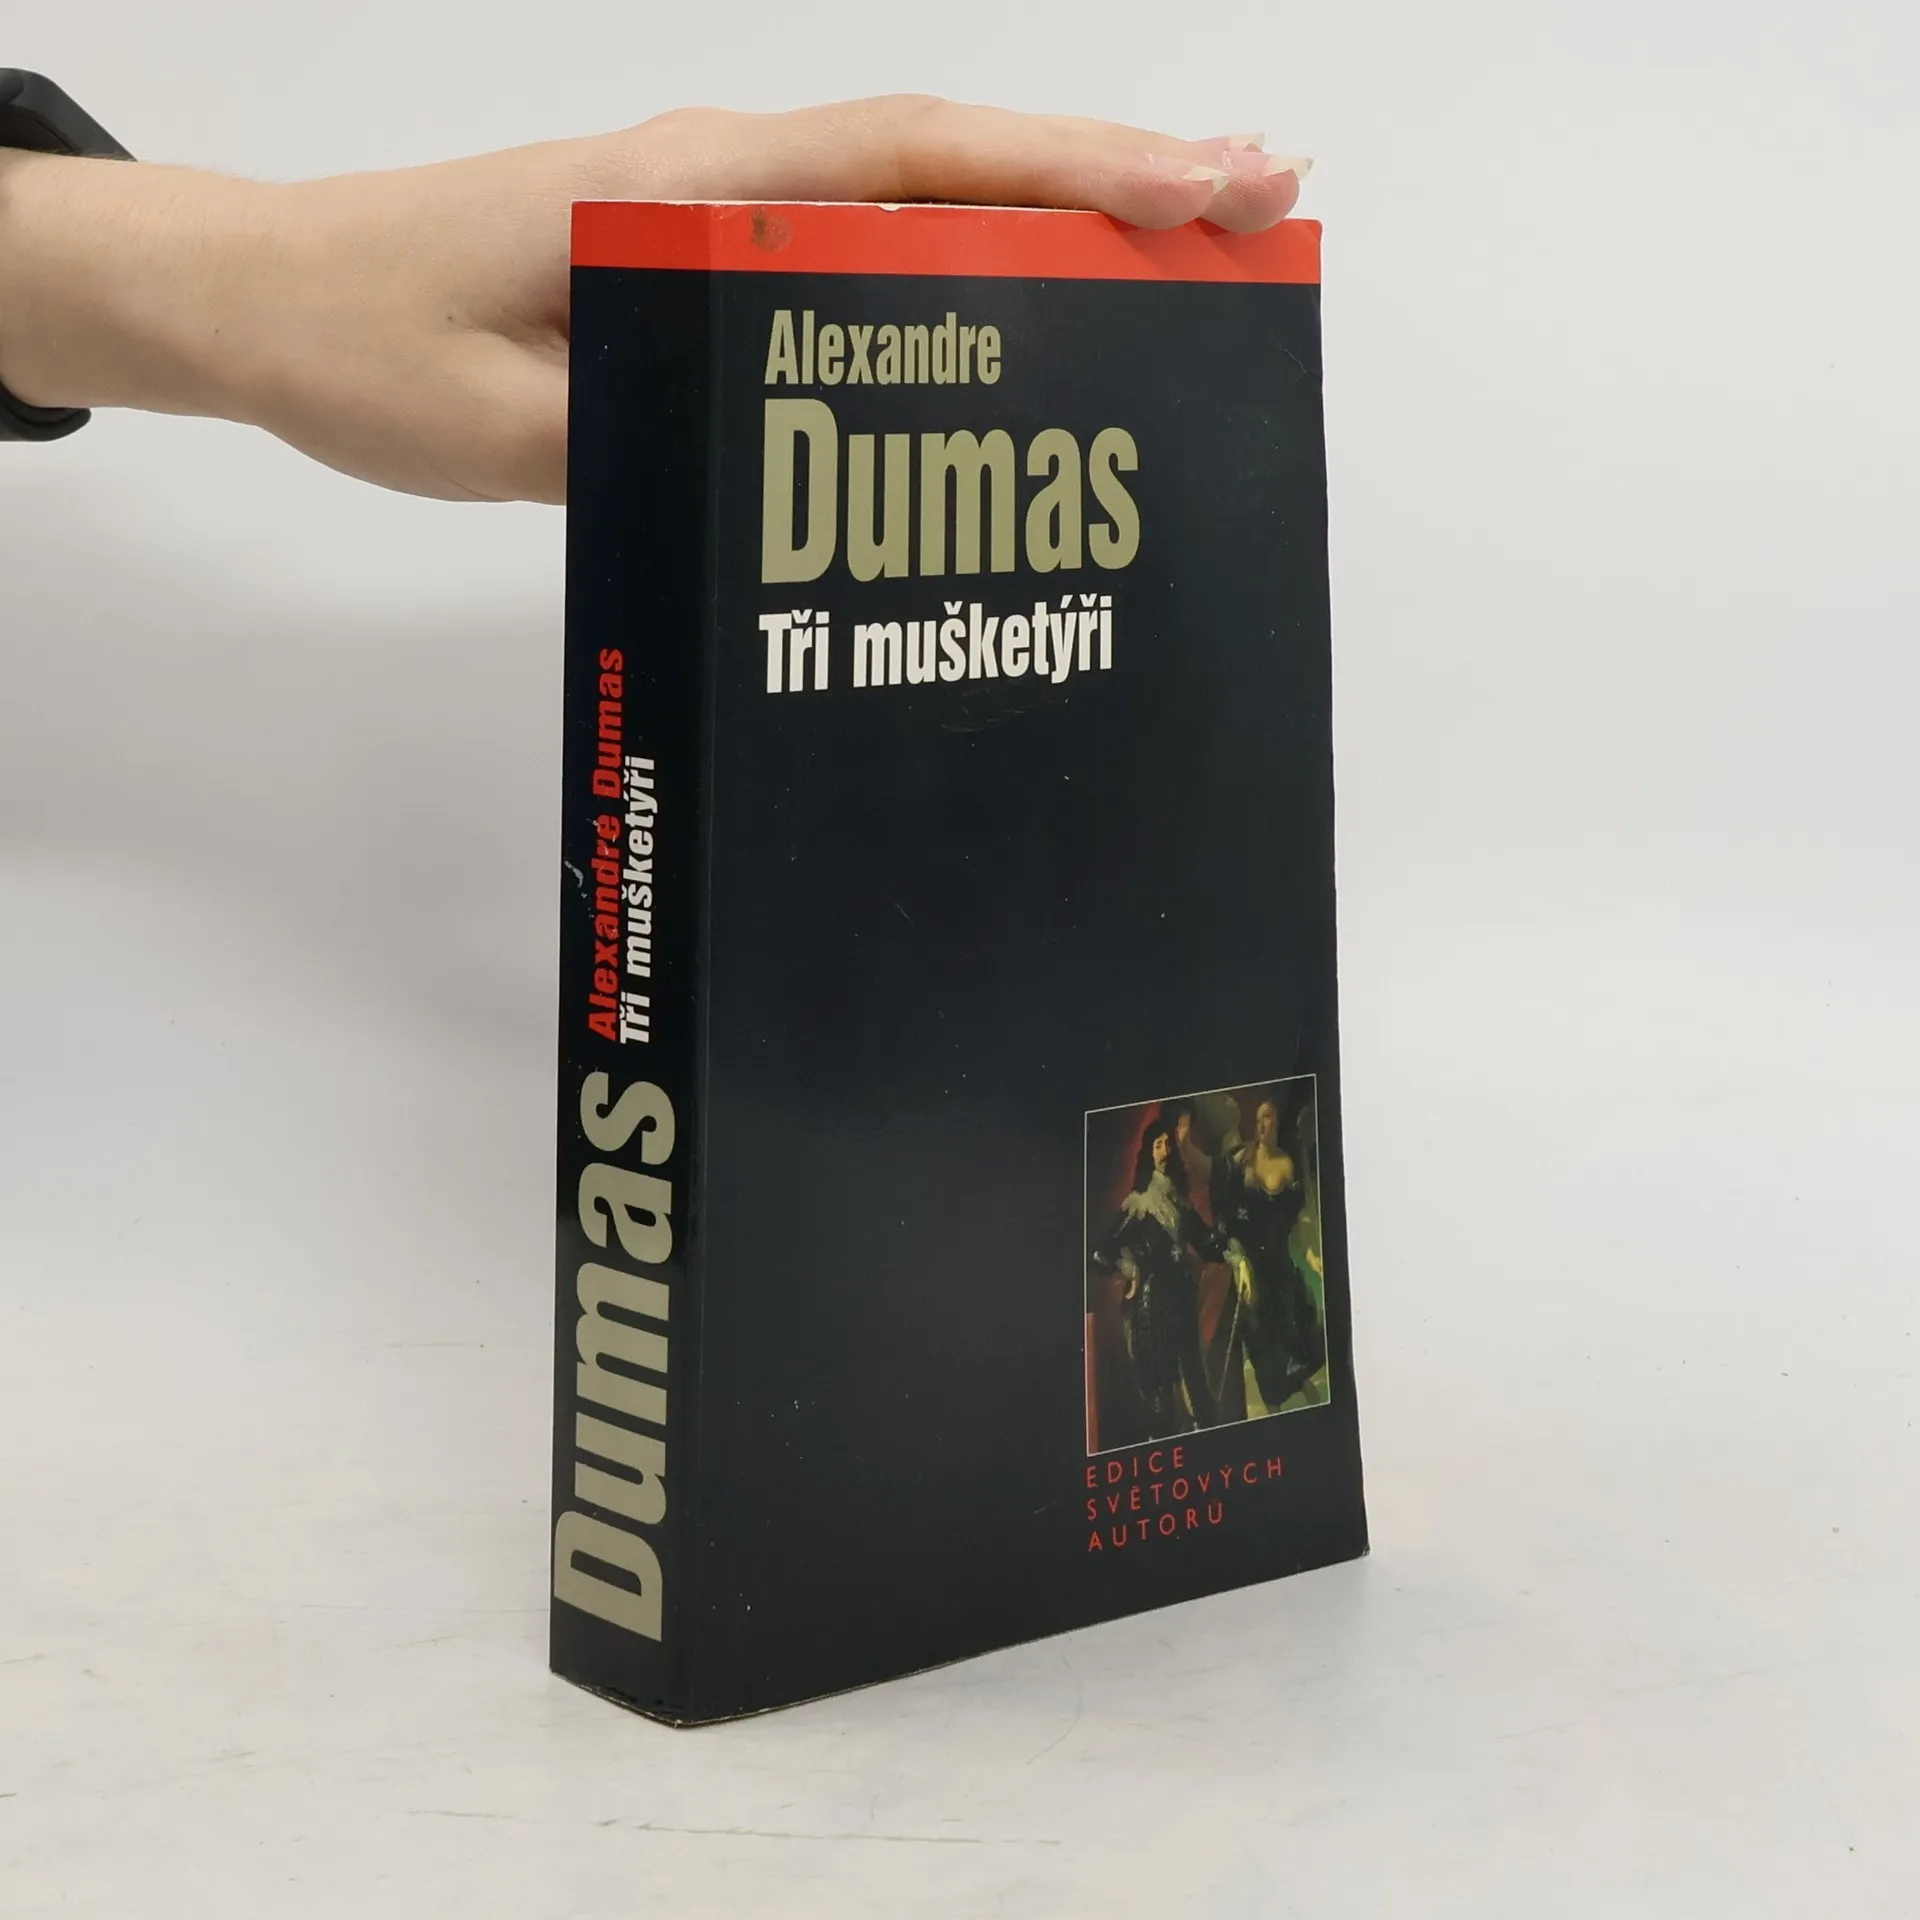 Alexandre
Dumas
Tři mušketýři
EDICE
SVĚTOVÝCH
AUTORŮ
Alexandre Dumas
Tři mušketýři
Dumas